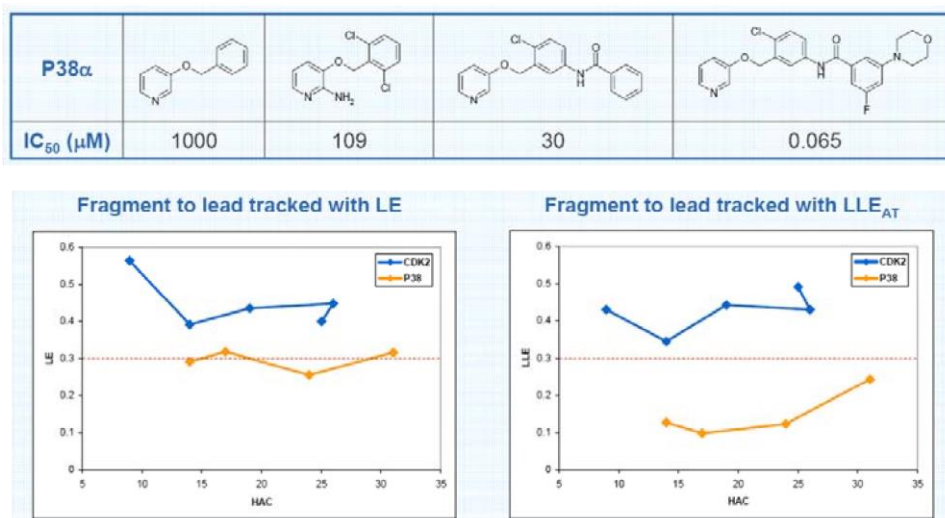 P38α
N
O
Cl
O
N
NH₂
Cl
Cl
O
N
N
H
O
Cl
O
N
N
H
O
N
O
F
IC₅₀ (μM) 1000 109 30 0.065
Fragment to lead tracked with LE
0.6
0.5
0.4
0.3
0.2
0.1
0
LE
5 10 15 20 25 30 35
HAC
CDK2
P38
Fragment to lead tracked with LLE_AT
0.6
0.5
0.4
0.3
0.2
0.1
0
LLE
5 10 15 20 25 30 35
HAC
CDK2
P38